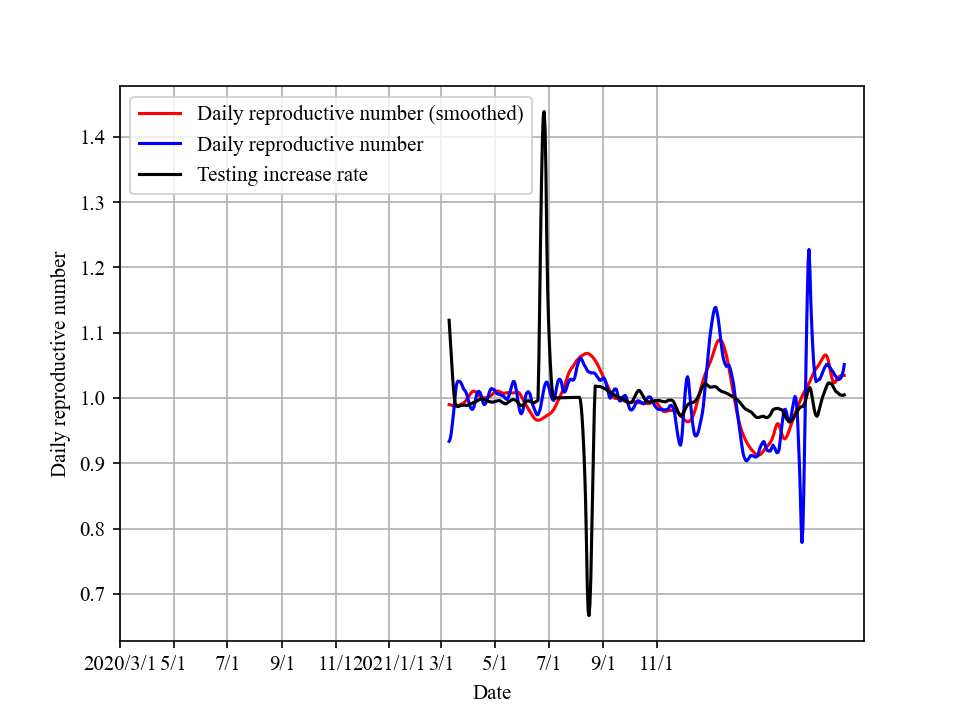 Daily reproductive number (smoothed)
Daily reproductive number
Testing increase rate
Daily reproductive number
1.4
1.3
1.2
1.1
1.0
0.9
0.8
0.7
2020/3/1 5/1 7/1 9/1 11/1 2021/1/1 3/1 5/1 7/1 9/1 11/1
Date